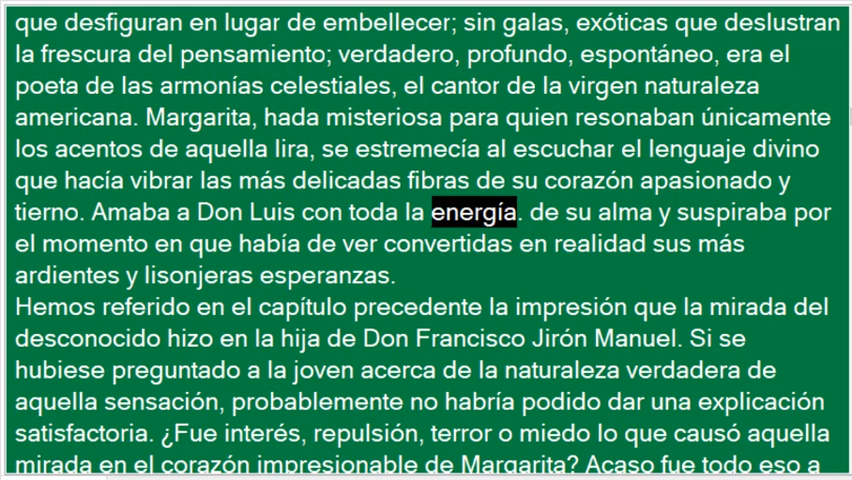 que desfiguran en lugar de embellecer; sin galas, exóticas que deslustran
la frescura del pensamiento; verdadero, profundo, espontáneo, era el
poeta de las armonías celestiales, el cantor de la virgen naturaleza
americana. Margarita, hada misteriosa para quien resonaban únicamente
los acentos de aquella lira, se estremecía al escuchar el lenguaje divino
que hacía vibrar las más delicadas fibras de su corazón apasionado y
tierno. Amaba a Don Luis con toda la energía. de su alma y suspiraba por
el momento en que había de ver convertidas en realidad sus más
ardientes y lisonjeras esperanzas.
Hemos referido en el capítulo precedente la impresión que la mirada del
desconocido hizo en la hija de Don Francisco Jirón Manuel. Si se
hubiese preguntado a la joven acerca de la naturaleza verdadera de
aquella sensación, probablemente no habría podido dar una explicación
satisfactoria. ¿Fue interés, repulsión, terror o miedo lo que causó aquella
mirada en el corazón impresionable de Margarita? Acaso fue todo eso a